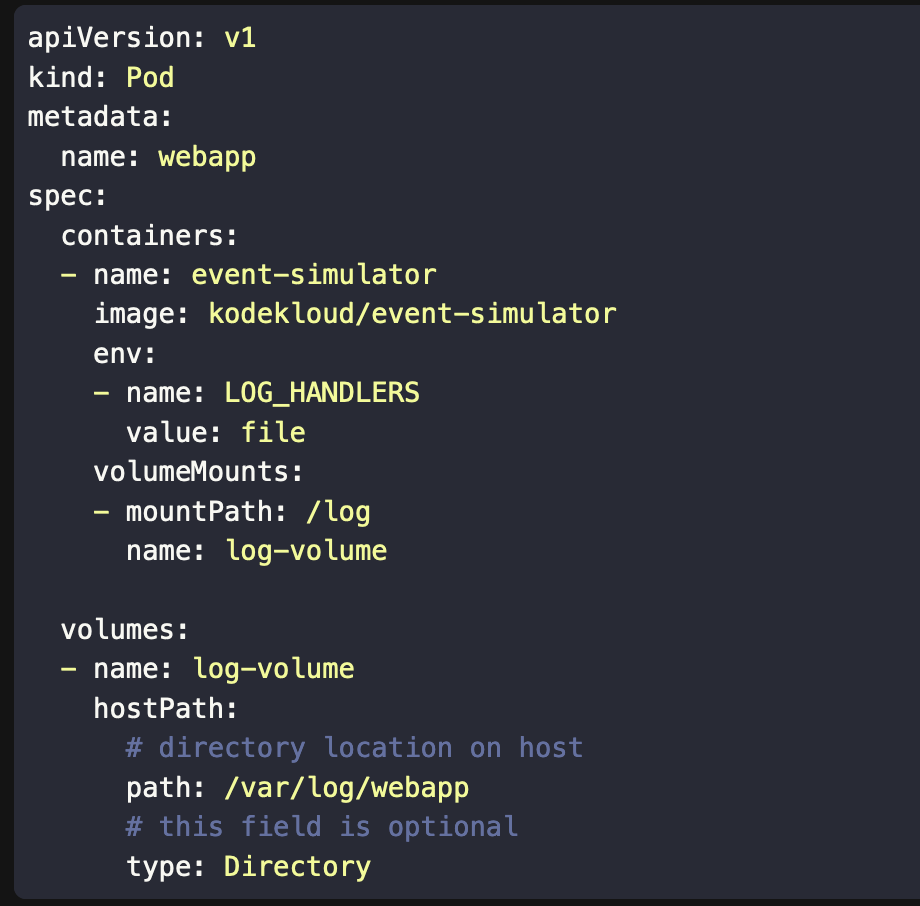 apiVersion: v1
kind: Pod
metadata:
  name: webapp
spec:
  containers:
  - name: event-simulator
    image: kodekloud/event-simulator
    env:
    - name: LOG_HANDLERS
      value: file
    volumeMounts:
    - mountPath: /log
      name: log-volume

  volumes:
  - name: log-volume
    hostPath:
      # directory location on host
      path: /var/log/webapp
      # this field is optional
      type: Directory